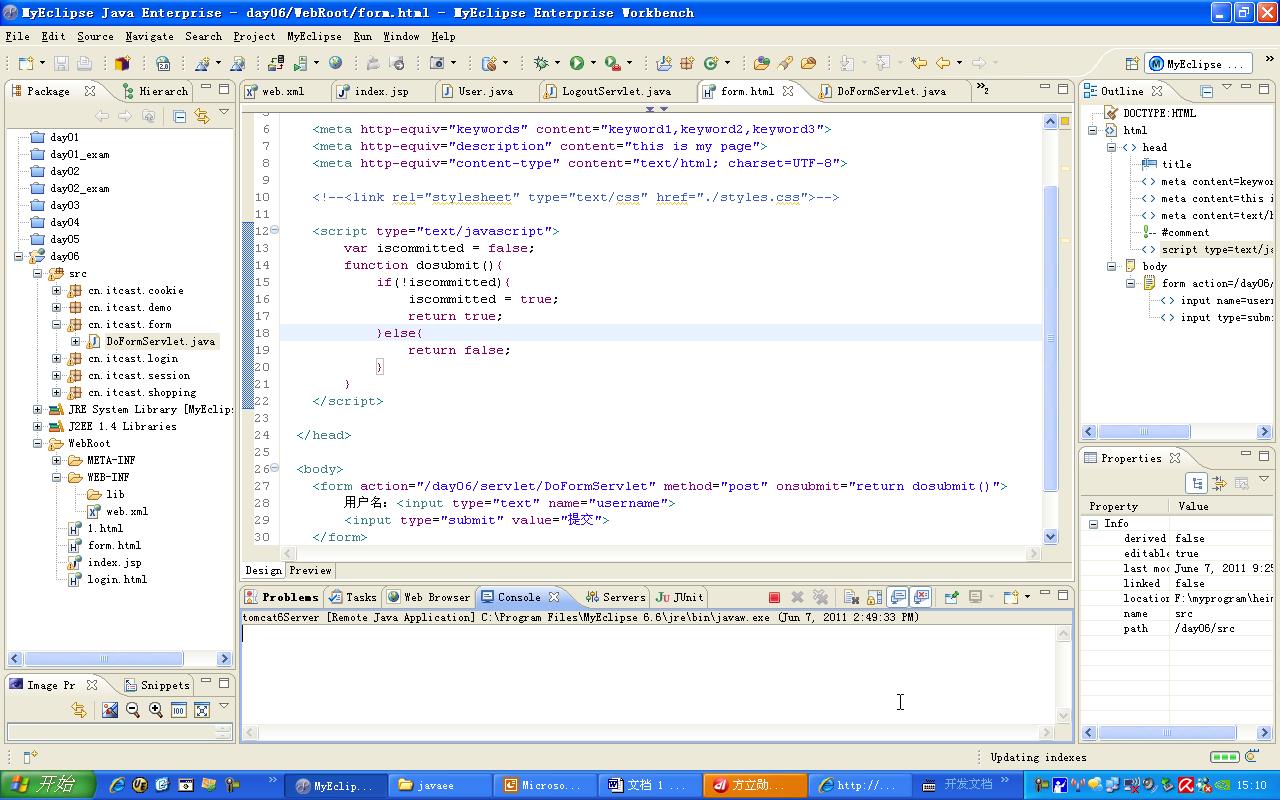 MyEclipse Java Enterprise - day06/WebRoot/form.html - MyEclipse Enterprise Workbench
File Edit Source Navigate Search Project MyEclipse Run Window Help
MyEclipse ...
Package
Hierarch
web.xml
index.jsp
User.java
LogoutServlet.java
form.html
DoFormServlet.java
2
Outline
day01
day01_exam
day02
day02_exam
day03
day04
day05
day06
src
cn.itcast.cookie
cn.itcast.demo
cn.itcast.form
DoFormServlet.java
cn.itcast.login
cn.itcast.session
cn.itcast.shopping
JRE System Library [MyEclip
J2EE 1.4 Libraries
WebRoot
META-INF
WEB-INF
lib
web.xml
1.html
form.html
index.jsp
login.html
6 <meta http-equiv="keywords" content="keyword1,keyword2,keyword3">
7 <meta http-equiv="description" content="this is my page">
8 <meta http-equiv="content-type" content="text/html; charset=UTF-8">
9
10 <!--<link rel="stylesheet" type="text/css" href="./styles.css">-->
11
12 <script type="text/javascript">
13 var iscommitted = false;
14 function dosubmit(){
15 if(!iscommitted){
16 iscommitted = true;
17 return true;
18 }else{
19 return false;
20 }
21 }
22 </script>
23
24 </head>
25
26 <body>
27 <form action="/day06/servlet/DoFormServlet" method="post" onsubmit="return dosubmit()">
28 用户名：<input type="text" name="username">
29 <input type="submit" value="提交">
30 </form>
Design Preview
DOCTYPE:HTML
html
head
title
meta content=keywor
meta content=this i
meta content=text/h
#comment
script type=text/ja
body
form action=/day06/
input name=usern
input type=submi
Properties
Property Value
Info
derived false
editable true
last mod June 7, 2011 9:25
linked false
location F:\myprogram\hei
name src
path /day06/src
Problems
Tasks
Web Browser
Console
Servers
JUnit
tomcat6Server [Remote Java Application] C:\Program Files\MyEclipse 6.6\jre\bin\javaw.exe (Jun 7, 2011 2:49:33 PM)
Image Pr
Snippets
100
Updating indexes
开始
MyEclip...
javaee
Microso...
文档 1 ...
方立勋...
http://...
开发文档
15:10